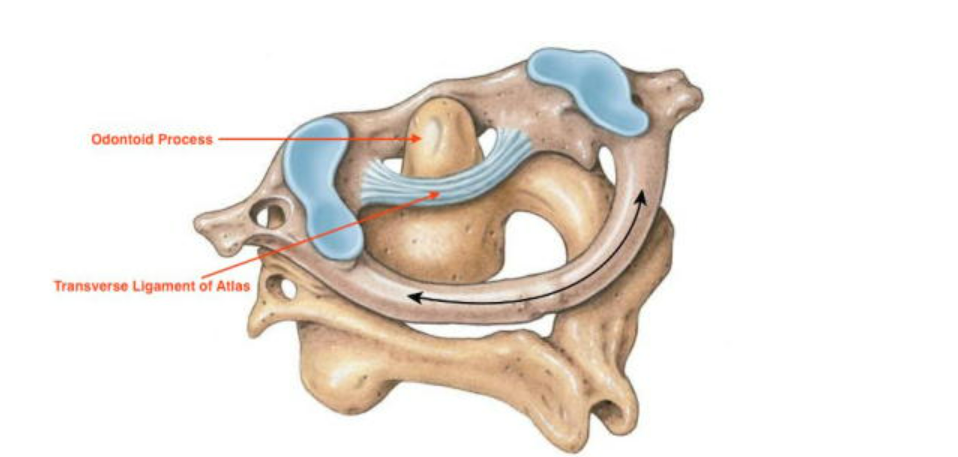 Odontoid Process
Transverse Ligament of Atlas